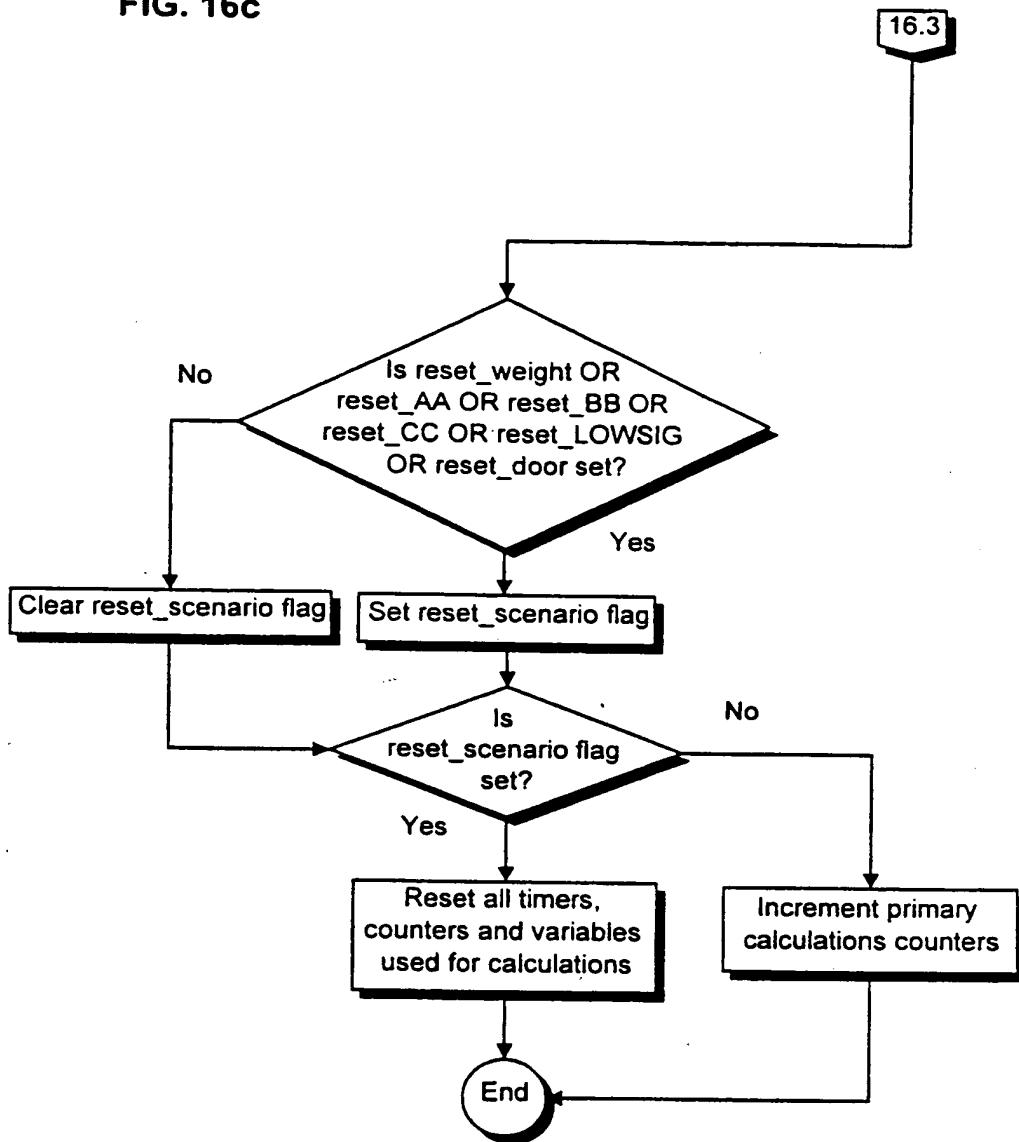 FIG. 16c
16.3
No
Is reset_weight OR
reset_AA OR reset_BB OR
reset_CC OR reset_LOWSIG
OR reset_door set?
Yes
Clear reset_scenario flag
Set reset_scenario flag
Is
reset_scenario flag
set?
No
Yes
Reset all timers,
counters and variables
used for calculations
Increment primary
calculations counters
End